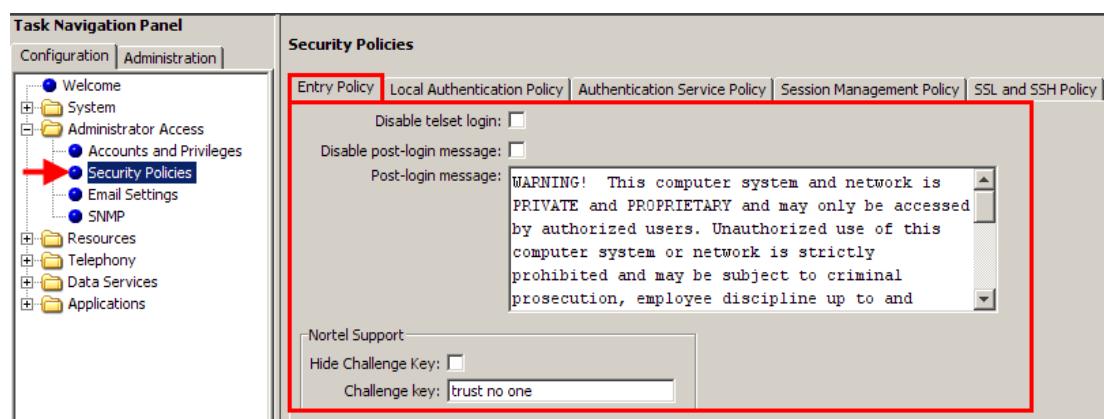 Task Navigation Panel
Configuration
Administration
Welcome
System
Administrator Access
Accounts and Privileges
Security Policies
Email Settings
SNMP
Resources
Telephony
Data Services
Applications
Security Policies
Entry Policy
Local Authentication Policy
Authentication Service Policy
Session Management Policy
SSL and SSH Policy
Disable telset login:
Disable post-login message:
Post-login message:
WARNING! This computer system and network is
PRIVATE and PROPRIETARY and may only be accessed
by authorized users. Unauthorized use of this
computer system or network is strictly
prohibited and may be subject to criminal
prosecution, employee discipline up to and
Nortel Support
Hide Challenge Key:
Challenge key: trust no one